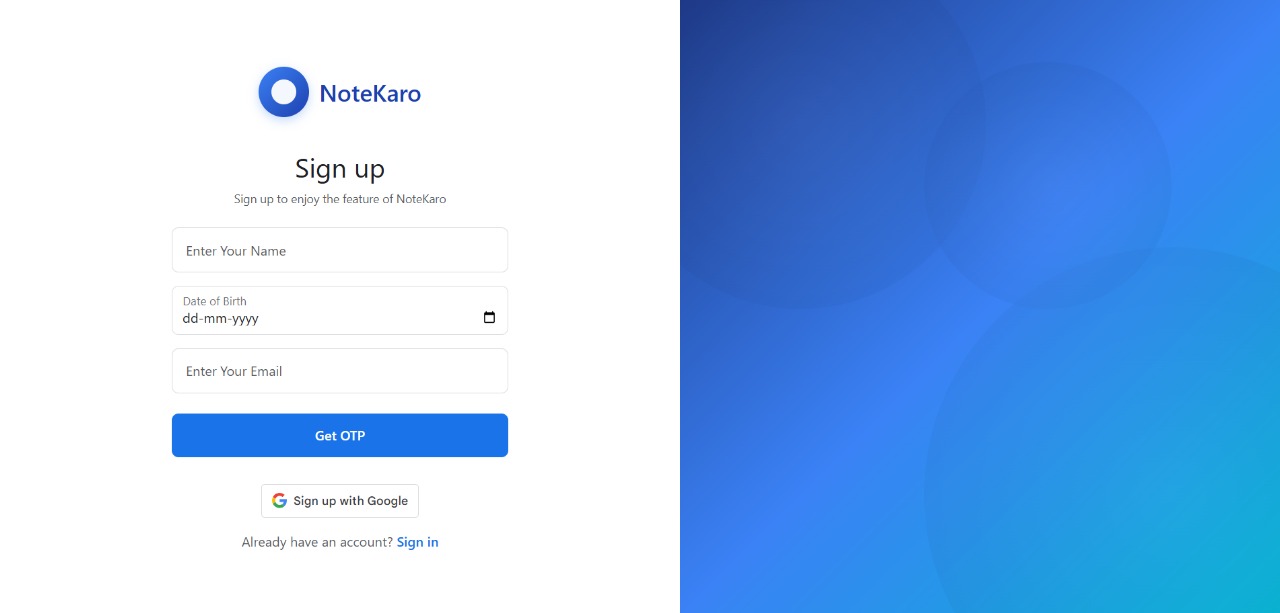 NoteKaro
Sign up
Sign up to enjoy the feature of NoteKaro
Enter Your Name
Date of Birth
dd-mm-yyyy
Enter Your Email
Get OTP
Sign up with Google
Already have an account? Sign in